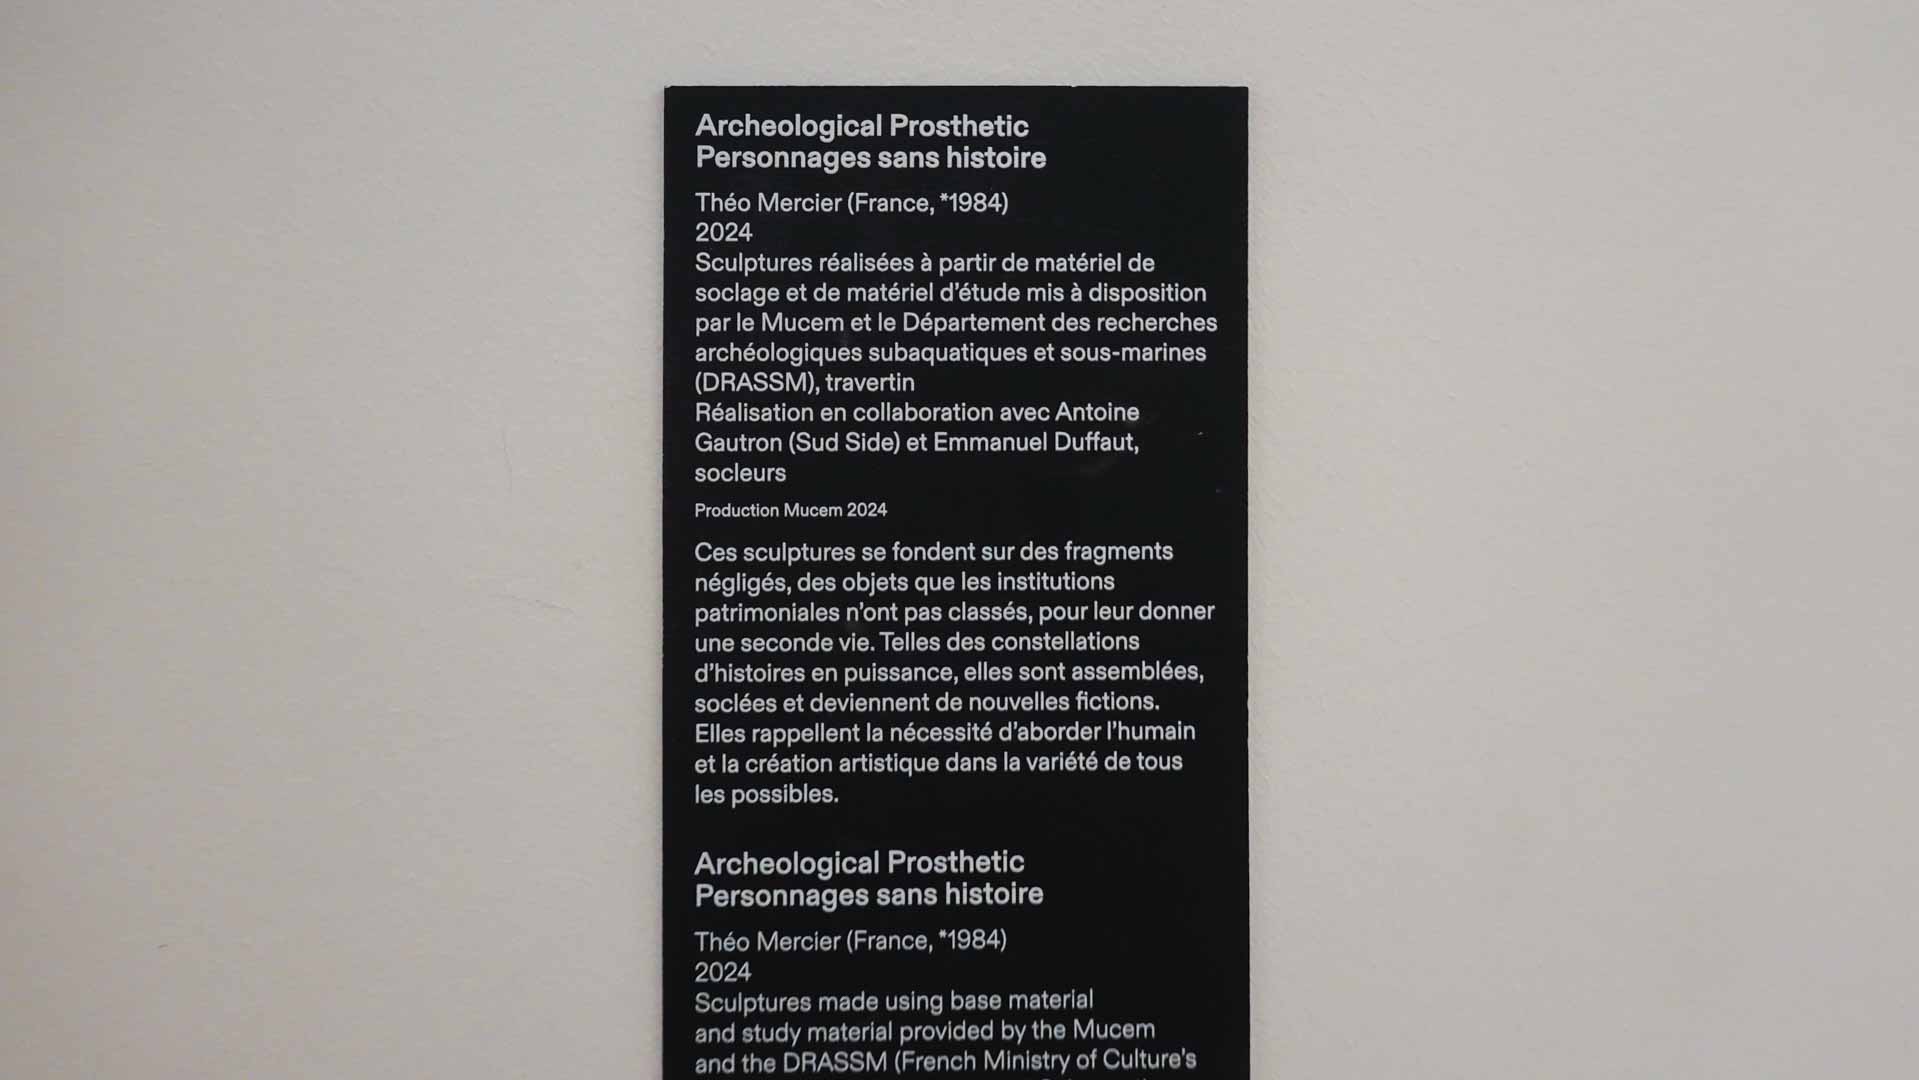 Archeological Prosthetic
Personnages sans histoire
Théo Mercier (France, *1984)
2024
Sculptures réalisées à partir de matériel de
soclage et de matériel d'étude mis à disposition
par le Mucem et le Département des recherches
archéologiques subaquatiques et sous-marines
(DRASSM), travertin
Réalisation en collaboration avec Antoine
Gautron (Sud Side) et Emmanuel Duffaut,
socleurs
Production Mucem 2024
Ces sculptures se fondent sur des fragments
négligés, des objets que les institutions
patrimoniales n'ont pas classés, pour leur donner
une seconde vie. Telles des constellations
d'histoires en puissance, elles sont assemblées,
soclées et deviennent de nouvelles fictions.
Elles rappellent la nécessité d'aborder l'humain
et la création artistique dans la variété de tous
les possibles.
Archeological Prosthetic
Personnages sans histoire
Théo Mercier (France, *1984)
2024
Sculptures made using base material
and study material provided by the Mucem
and the DRASSM (French Ministry of Culture's